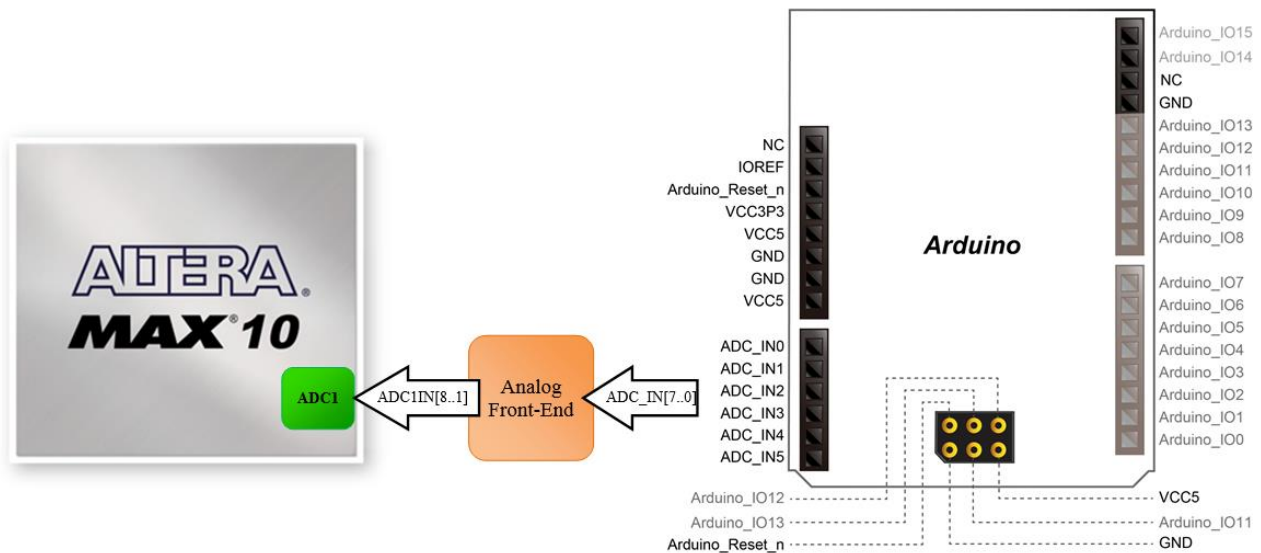 ALTERA®
MAX® 10
ADC1
ADC1IN[8..1]
Analog
Front-End
ADC_IN[7..0]
NC
IOREF
Arduino_Reset_n
VCC3P3
VCC5
GND
GND
VCC5
ADC_IN0
ADC_IN1
ADC_IN2
ADC_IN3
ADC_IN4
ADC_IN5
Arduino
Arduino_IO15
Arduino_IO14
NC
GND
Arduino_IO13
Arduino_IO12
Arduino_IO11
Arduino_IO10
Arduino_IO9
Arduino_IO8
Arduino_IO7
Arduino_IO6
Arduino_IO5
Arduino_IO4
Arduino_IO3
Arduino_IO2
Arduino_IO1
Arduino_IO0
Arduino_IO12
Arduino_IO13
Arduino_Reset_n
VCC5
Arduino_IO11
GND